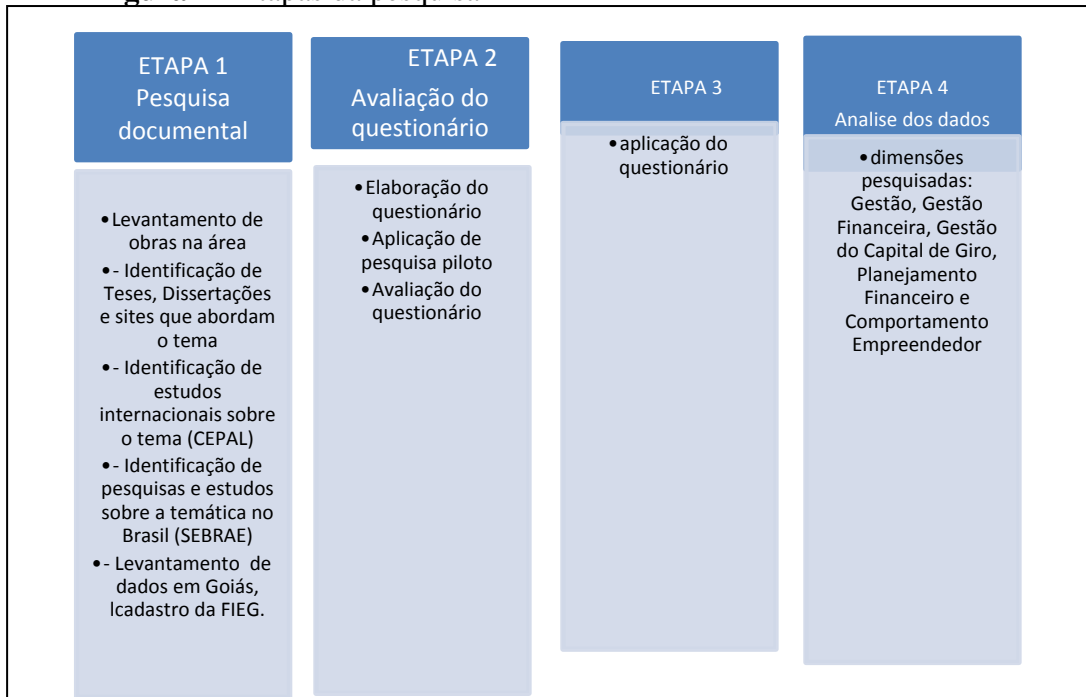 ETAPA 1
Pesquisa
documental
•Levantamento de
obras na área
•- Identificação de
Teses, Dissertações
e sites que abordam
o tema
•- Identificação de
estudos
internacionais sobre
o tema (CEPAL)
•- Identificação de
pesquisas e estudos
sobre a temática no
Brasil (SEBRAE)
•- Levantamento de
dados em Goiás,
lcadastro da FIEG.
ETAPA 2
Avaliação do
questionário
•Elaboração do
questionário
•Aplicação de
pesquisa piloto
•Avaliação do
questionário
ETAPA 3
•aplicação do
questionário
ETAPA 4
Analise dos dados
•dimensões
pesquisadas:
Gestão, Gestão
Financeira, Gestão
do Capital de Giro,
Planejamento
Financeiro e
Comportamento
Empreendedor